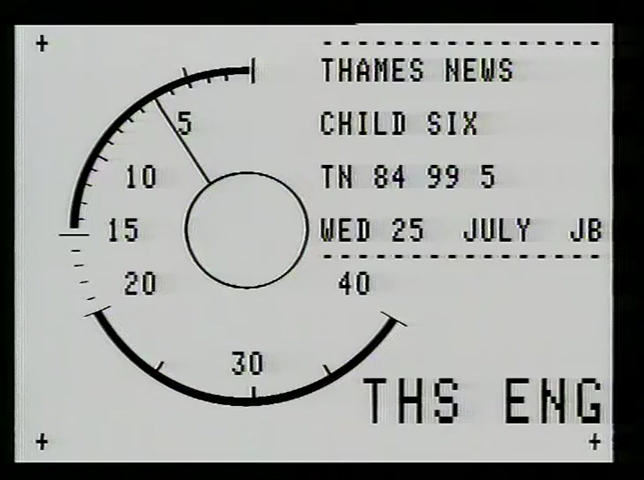 THAMES NEWS
CHILD SIX
TN 84 99 5
WED 25 JULY JB
5
10
15
20
30
40
THS ENG